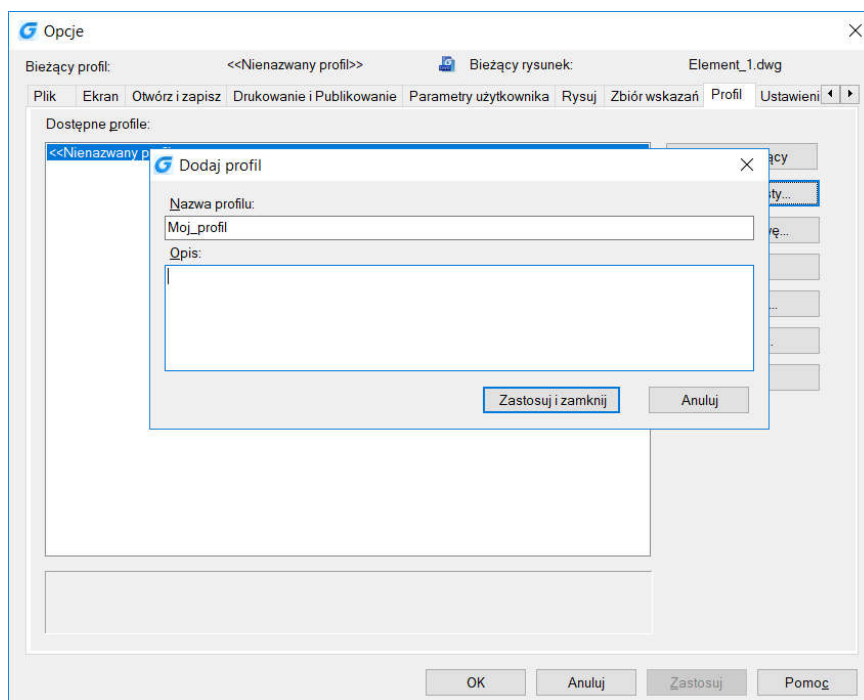 Opcje
Bieżący profil: <<Nienazwany profil>> Bieżący rysunek: Element_1.dwg
Plik Ekran Otwórz i zapisz Drukowanie i Publikowanie Parametry użytkownika Rysuj Zbiór wskazań Profil Ustawieni
Dostępne profile:
<<Nienazwany
Dodaj profil
Nazwa profilu:
Moj_profil
Opis:
Zastosuj i zamknij Anuluj
OK Anuluj Zastosuj Pomoc